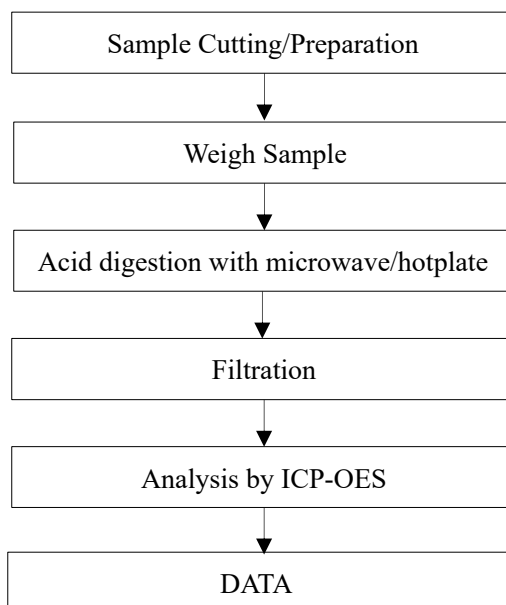 Sample Cutting/Preparation
Weigh Sample
Acid digestion with microwave/hotplate
Filtration
Analysis by ICP-OES
DATA